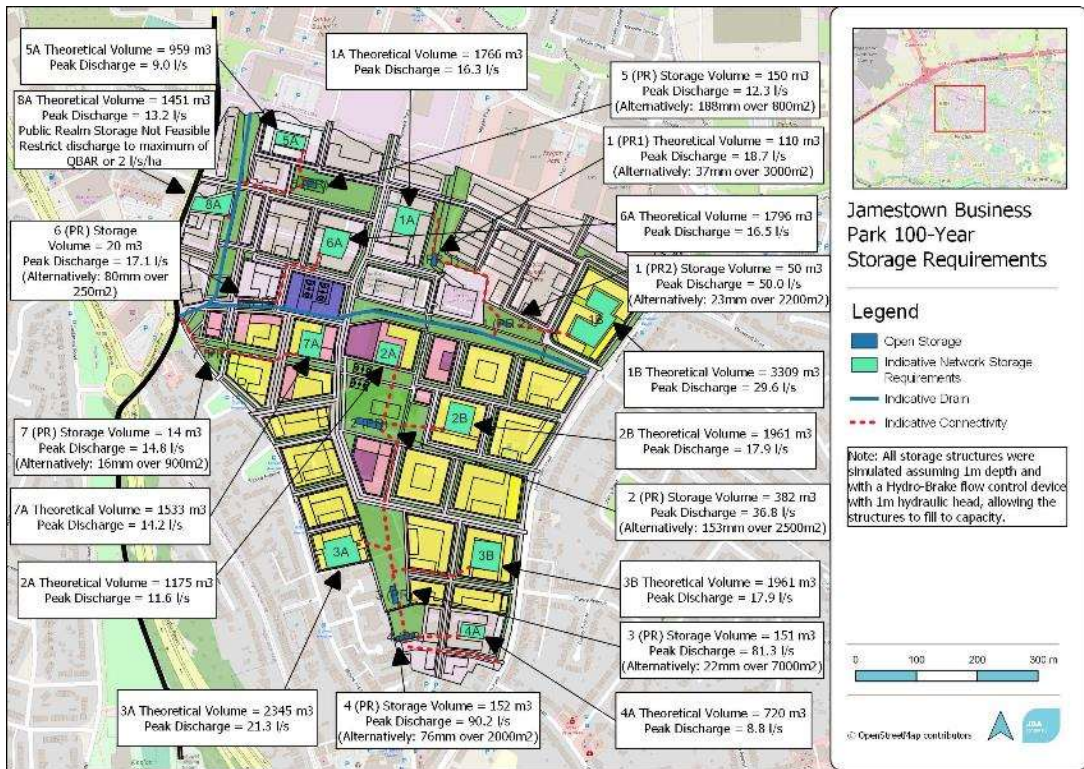 5A Theoretical Volume = 959 m3
Peak Discharge = 9.0 l/s
8A Theoretical Volume = 1451 m3
Peak Discharge = 13.2 l/s
Public Realm Storage Not Feasible
Restrict discharge to maximum of
QBAR or 2 l/s/ha
6 (PR) Storage
Volume = 20 m3
Peak Discharge = 17.1 l/s
(Alternatively: 80mm over
250m2)
7 (PR) Storage Volume = 14 m3
Peak Discharge = 14.8 l/s
(Alternatively: 16mm over 900m2)
7A Theoretical Volume = 1533 m3
Peak Discharge = 14.2 l/s
2A Theoretical Volume = 1175 m3
Peak Discharge = 11.6 l/s
3A Theoretical Volume = 2345 m3
Peak Discharge = 21.3 l/s
4 (PR) Storage Volume = 152 m3
Peak Discharge = 90.2 l/s
(Alternatively: 76mm over 2000m2)
1A Theoretical Volume = 1766 m3
Peak Discharge = 16.3 l/s
5 (PR) Storage Volume = 150 m3
Peak Discharge = 12.3 l/s
(Alternatively: 188mm over 800m2)
1 (PR1) Theoretical Volume = 110 m3
Peak Discharge = 18.7 l/s
(Alternatively: 37mm over 3000m2)
6A Theoretical Volume = 1796 m3
Peak Discharge = 16.5 l/s
1 (PR2) Storage Volume = 50 m3
Peak Discharge = 50.0 l/s
(Alternatively: 23mm over 2200m2)
1B Theoretical Volume = 3309 m3
Peak Discharge = 29.6 l/s
2B Theoretical Volume = 1961 m3
Peak Discharge = 17.9 l/s
2 (PR) Storage Volume = 382 m3
Peak Discharge = 36.8 l/s
(Alternatively: 153mm over 2500m2)
3B Theoretical Volume = 1961 m3
Peak Discharge = 17.9 l/s
3 (PR) Storage Volume = 151 m3
Peak Discharge = 81.3 l/s
(Alternatively: 22mm over 7000m2)
4A Theoretical Volume = 720 m3
Peak Discharge = 8.8 l/s
5A
8A
1A
6A
1B
7A
2A
2B
3A
3B
4A
Jamestown Business
Park 100-Year
Storage Requirements
Legend
Open Storage
Indicative Network Storage
Requirements
Indicative Drain
Indicative Connectivity
Note: All storage structures were
simulated assuming 1m depth and
with a Hydro-Brake flow control device
with 1m hydraulic head, allowing the
structures to fill to capacity.
0 100 200 300 m
© OpenStreetMap contributors
JBA